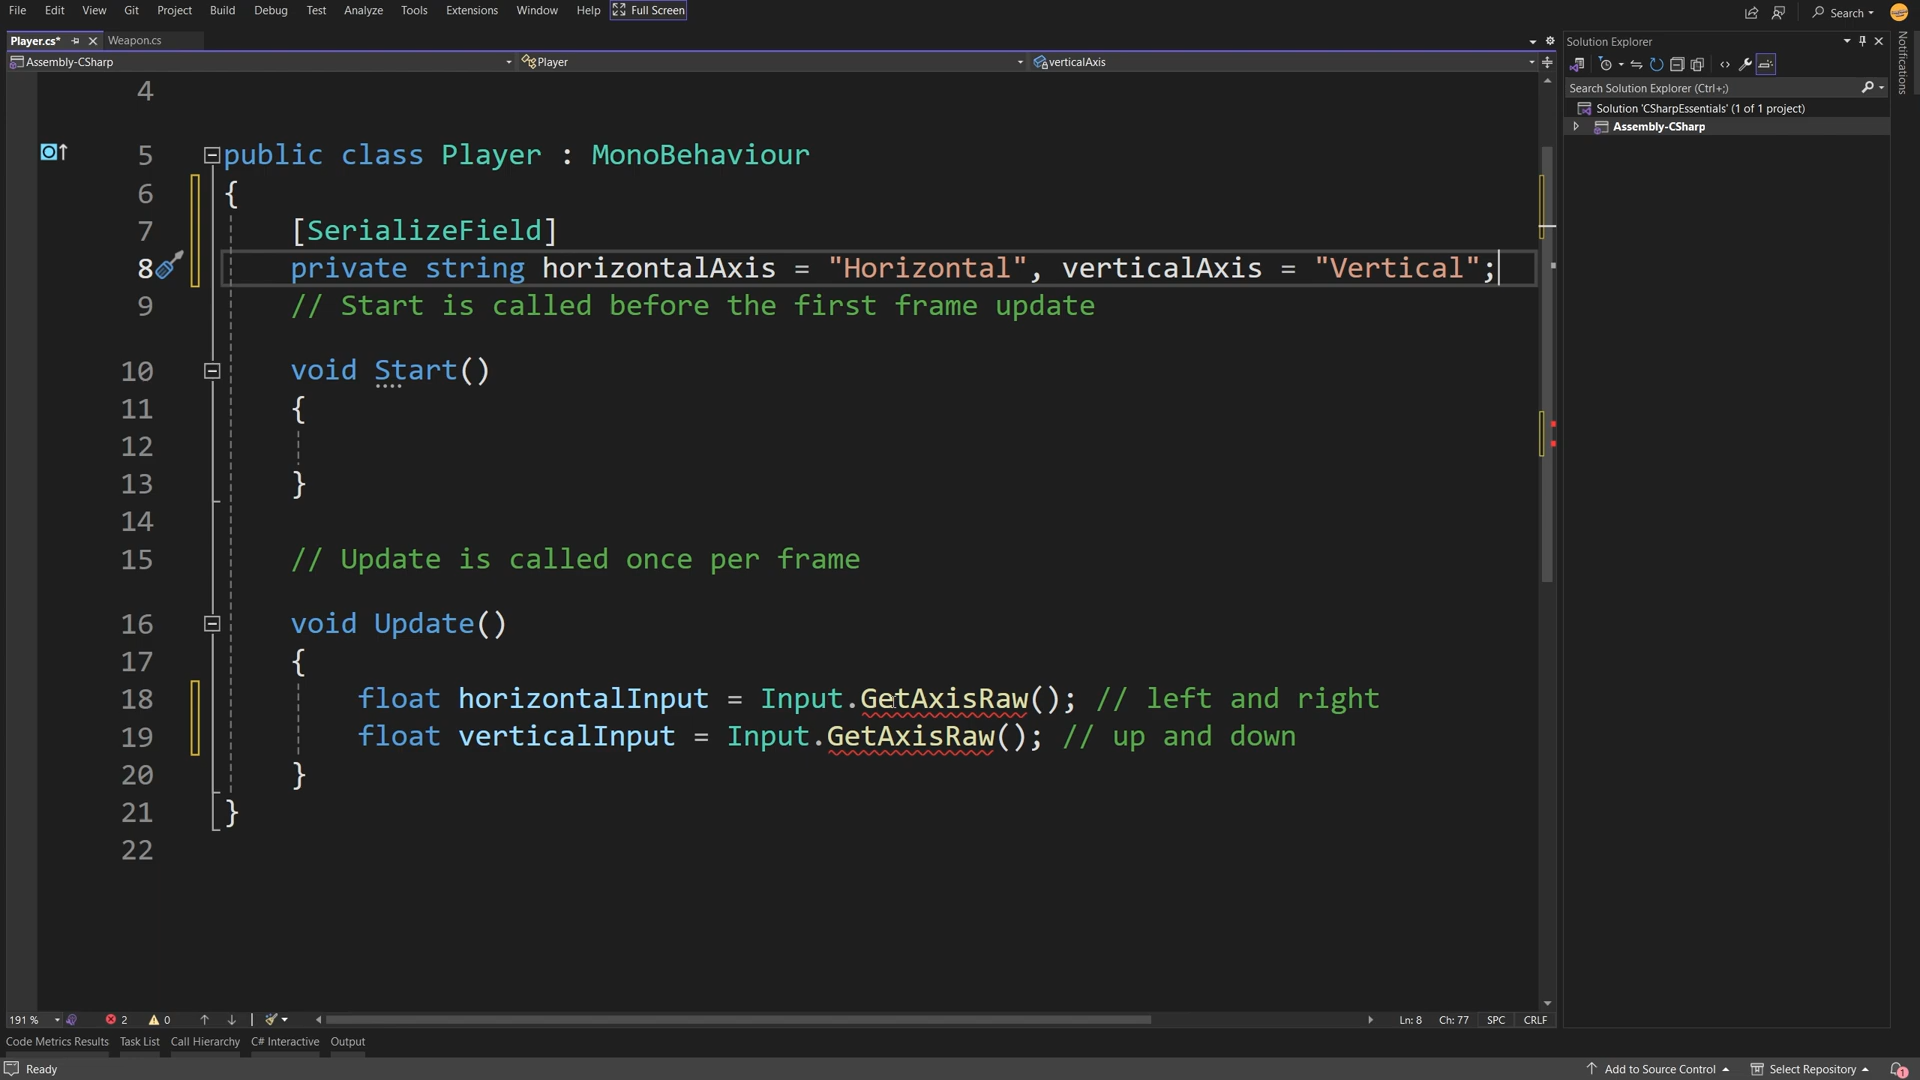 File Edit View Git Project Build Debug Test Analyze Tools Extensions Window Help Full Screen Search
Player.cs* Weapon.cs
Assembly-CSharp Player verticalAxis
4
5 public class Player : MonoBehaviour
6 {
7 [SerializeField]
8 private string horizontalAxis = "Horizontal", verticalAxis = "Vertical";
9 // Start is called before the first frame update
10 void Start()
11 {
12
13 }
14
15 // Update is called once per frame
16 void Update()
17 {
18 float horizontalInput = Input.GetAxisRaw(); // left and right
19 float verticalInput = Input.GetAxisRaw(); // up and down
20 }
21 }
22
191 % 2 0 Ln: 8 Ch: 77 SPC CRLF
Code Metrics Results Task List Call Hierarchy C# Interactive Output
Ready Add to Source Control Select Repository 1
Solution Explorer
Search Solution Explorer (Ctrl+;)
Solution 'CSharpEssentials' (1 of 1 project)
Assembly-CSharp
Notifications